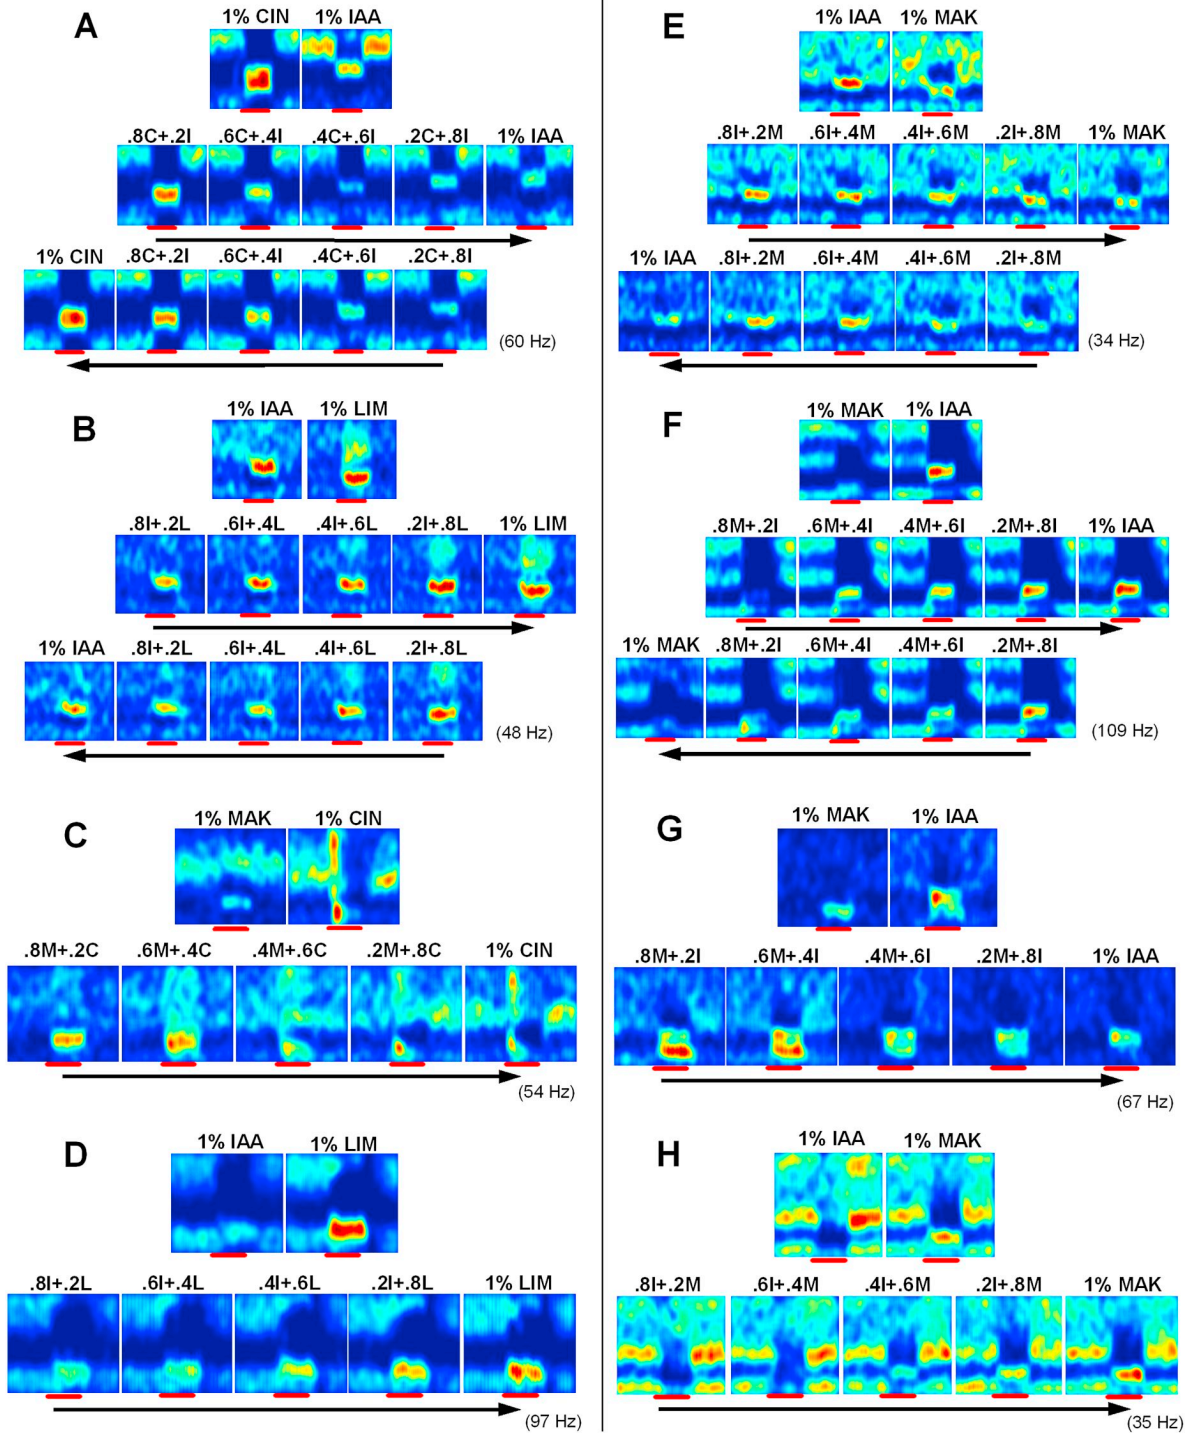 A
1% CIN 1% IAA
.8C+.2I .6C+.4I .4C+.6I .2C+.8I 1% IAA
1% CIN .8C+.2I .6C+.4I .4C+.6I .2C+.8I
(60 Hz)
B
1% IAA 1% LIM
.8I+.2L .6I+.4L .4I+.6L .2I+.8L 1% LIM
1% IAA .8I+.2L .6I+.4L .4I+.6L .2I+.8L
(48 Hz)
C
1% MAK 1% CIN
.8M+.2C .6M+.4C .4M+.6C .2M+.8C 1% CIN
(54 Hz)
D
1% IAA 1% LIM
.8I+.2L .6I+.4L .4I+.6L .2I+.8L 1% LIM
(97 Hz)
E
1% IAA 1% MAK
.8I+.2M .6I+.4M .4I+.6M .2I+.8M 1% MAK
1% IAA .8I+.2M .6I+.4M .4I+.6M .2I+.8M
(34 Hz)
F
1% MAK 1% IAA
.8M+.2I .6M+.4I .4M+.6I .2M+.8I 1% IAA
1% MAK .8M+.2I .6M+.4I .4M+.6I .2M+.8I
(109 Hz)
G
1% MAK 1% IAA
.8M+.2I .6M+.4I .4M+.6I .2M+.8I 1% IAA
(67 Hz)
H
1% IAA 1% MAK
.8I+.2M .6I+.4M .4I+.6M .2I+.8M 1% MAK
(35 Hz)